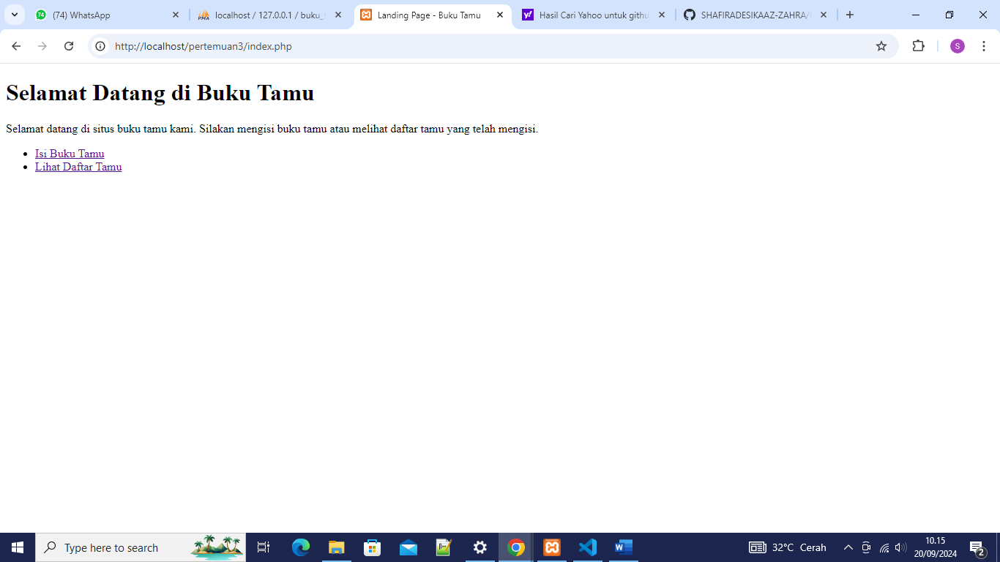 74
(74) WhatsApp
PMA
localhost / 127.0.0.1 / buku_
Landing Page - Buku Tamu
Hasil Cari Yahoo untuk githu
SHAFIRADESIKAAZ-ZAHRA/
http://localhost/pertemuan3/index.php
S
Selamat Datang di Buku Tamu
Selamat datang di situs buku tamu kami. Silakan mengisi buku tamu atau melihat daftar tamu yang telah mengisi.
Isi Buku Tamu
Lihat Daftar Tamu
Type here to search
32°C Cerah
10.15
20/09/2024
2